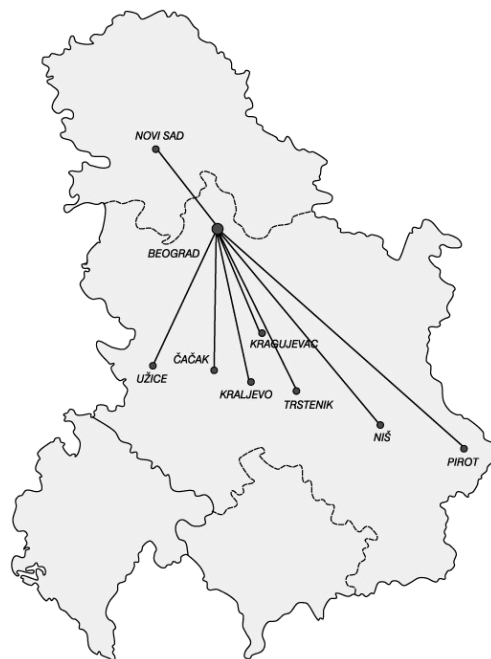 NOVI SAD
BEOGRAD
KRAGUJEVAC
ČAČAK
UŽICE
KRALJEVO
TRSTENIK
NIŠ
PIROT